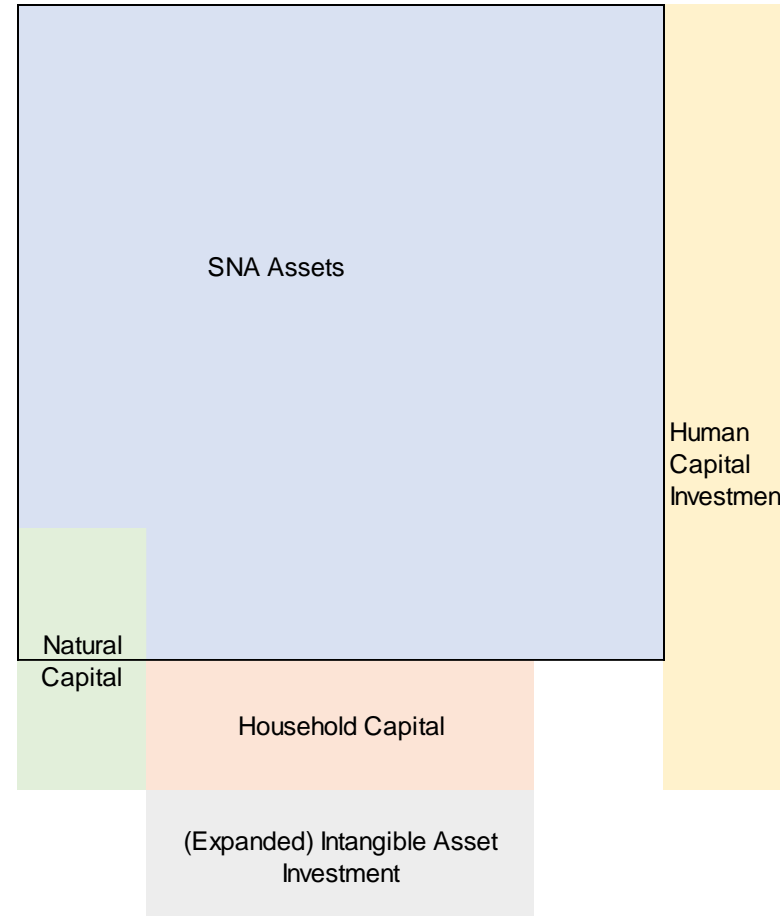 SNA Assets
Human
Capital
Investmen
Natural
Capital
Household Capital
(Expanded) Intangible Asset
Investment